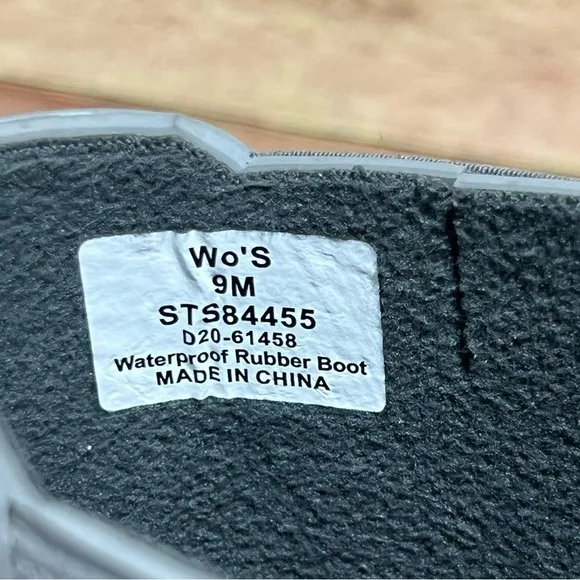 Wo'S
9M
STS84455
D20-61458
Waterproof Rubber Boot
MADE IN CHINA